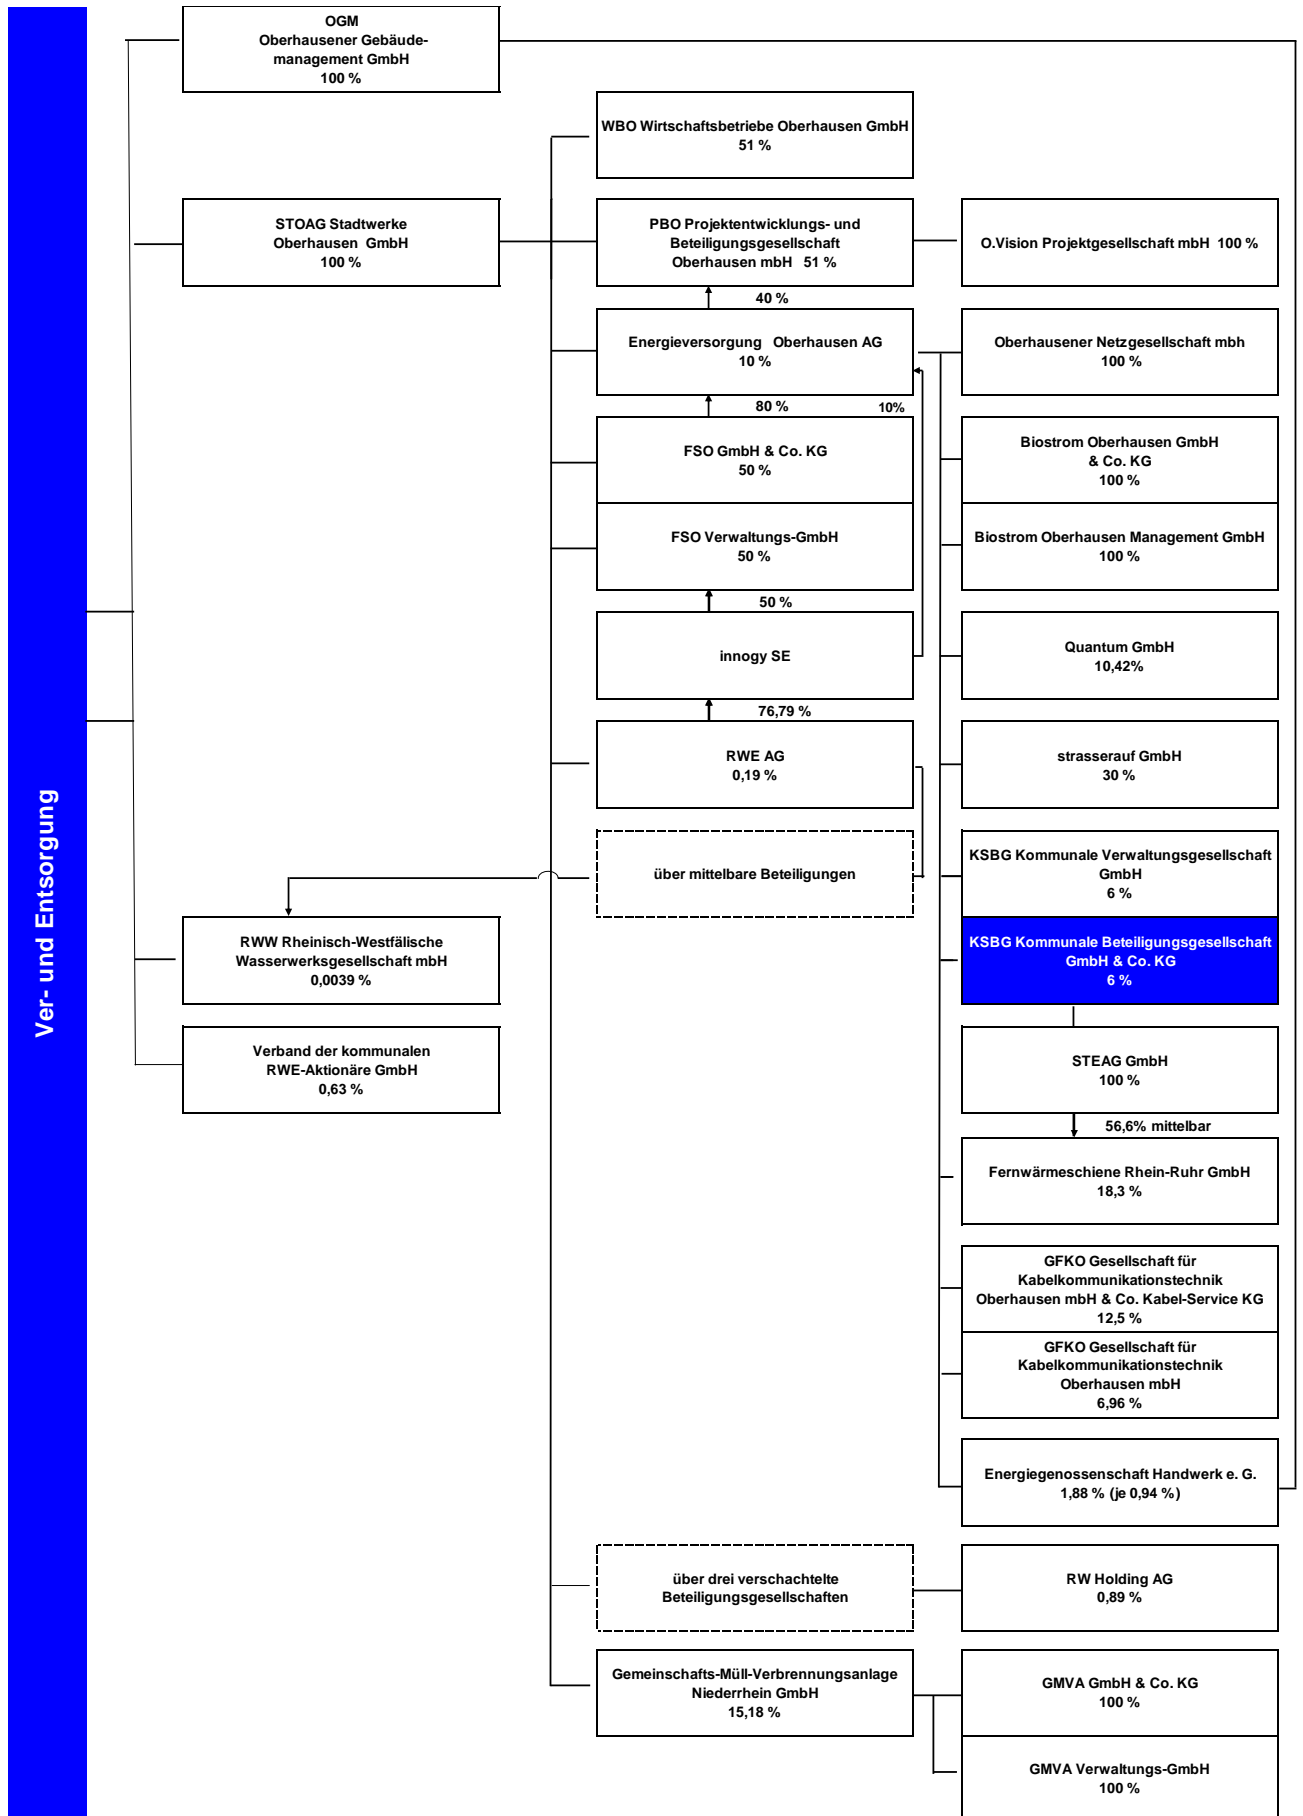 Ver- und Entsorgung
OGM
Oberhausener Gebäude-
management GmbH
100 %
WBO Wirtschaftsbetriebe Oberhausen GmbH
51 %
STOAG Stadtwerke
Oberhausen GmbH
100 %
PBO Projektentwicklungs- und
Beteiligungsgesellschaft
Oberhausen mbH 51 %
O.Vision Projektgesellschaft mbH 100 %
40 %
Energieversorgung Oberhausen AG
10 %
Oberhausener Netzgesellschaft mbh
100 %
80 %
10%
FSO GmbH & Co. KG
50 %
Biostrom Oberhausen GmbH
& Co. KG
100 %
FSO Verwaltungs-GmbH
50 %
Biostrom Oberhausen Management GmbH
100 %
50 %
innogy SE
Quantum GmbH
10,42%
76,79 %
RWE AG
0,19 %
strasserauf GmbH
30 %
über mittelbare Beteiligungen
KSBG Kommunale Verwaltungsgesellschaft
GmbH
6 %
RWW Rheinisch-Westfälische
Wasserwerksgesellschaft mbH
0,0039 %
KSBG Kommunale Beteiligungsgesellschaft
GmbH & Co. KG
6 %
Verband der kommunalen
RWE-Aktionäre GmbH
0,63 %
STEAG GmbH
100 %
56,6% mittelbar
Fernwärmeschiene Rhein-Ruhr GmbH
18,3 %
GFKO Gesellschaft für
Kabelkommunikationstechnik
Oberhausen mbH & Co. Kabel-Service KG
12,5 %
GFKO Gesellschaft für
Kabelkommunikationstechnik
Oberhausen mbH
6,96 %
Energiegenossenschaft Handwerk e. G.
1,88 % (je 0,94 %)
über drei verschachtelte
Beteiligungsgesellschaften
RW Holding AG
0,89 %
Gemeinschafts-Müll-Verbrennungsanlage
Niederrhein GmbH
15,18 %
GMVA GmbH & Co. KG
100 %
GMVA Verwaltungs-GmbH
100 %